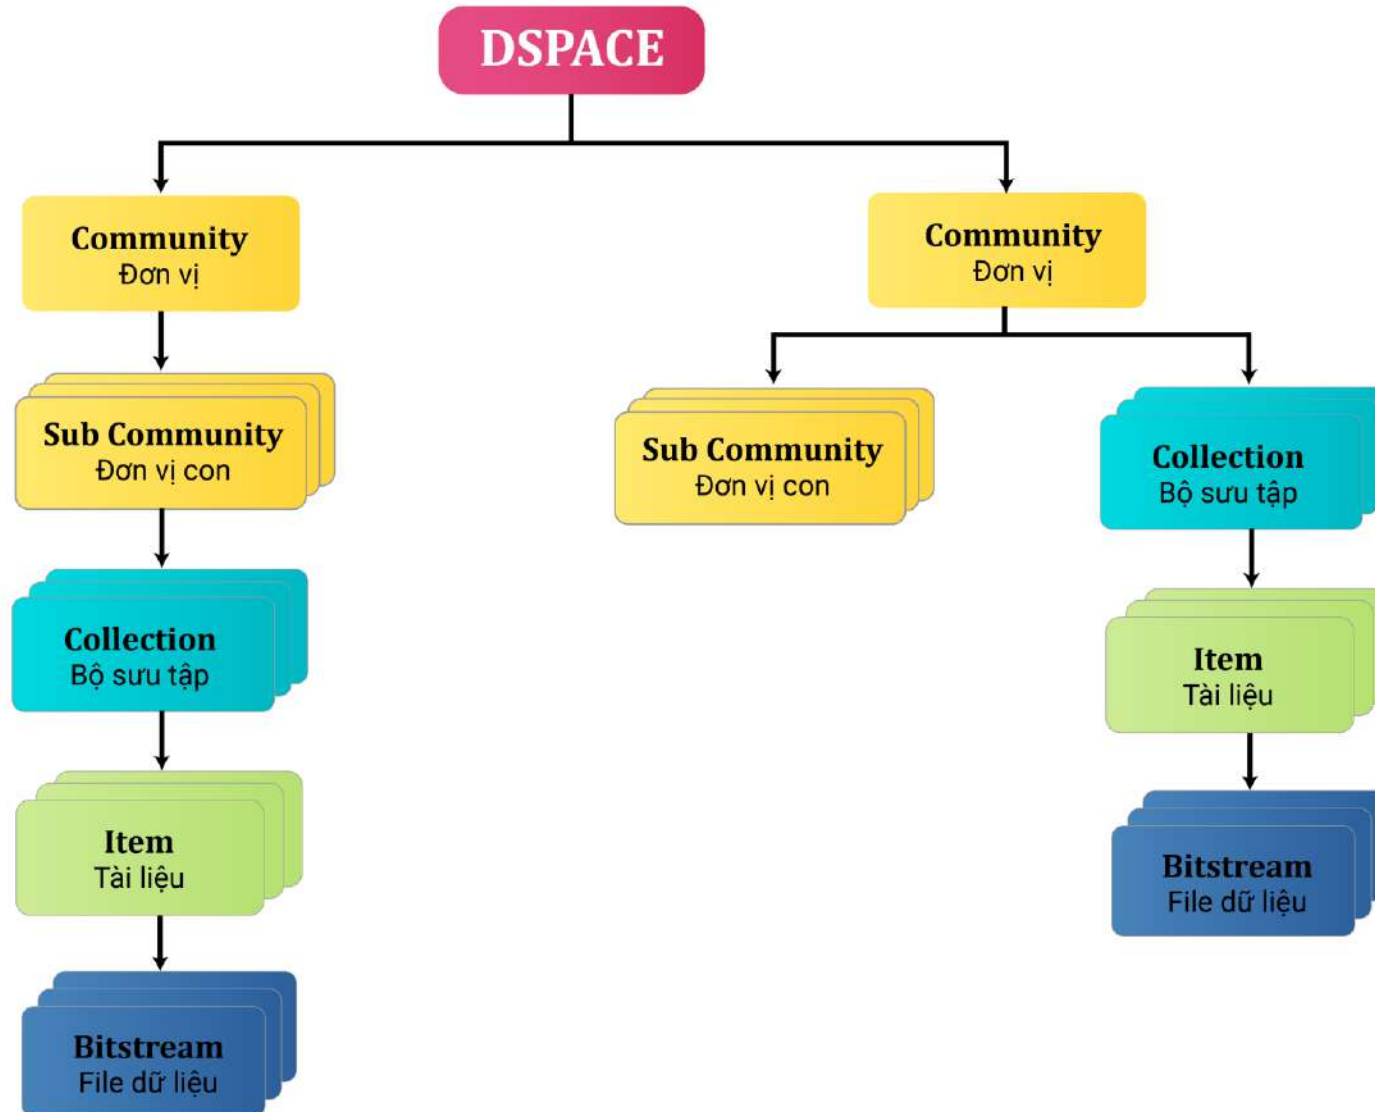 DSPACE
Community
Đơn vị
Community
Đơn vị
Sub Community
Đơn vị con
Sub Community
Đơn vị con
Collection
Bộ sưu tập
Collection
Bộ sưu tập
Item
Tài liệu
Item
Tài liệu
Bitstream
File dữ liệu
Bitstream
File dữ liệu